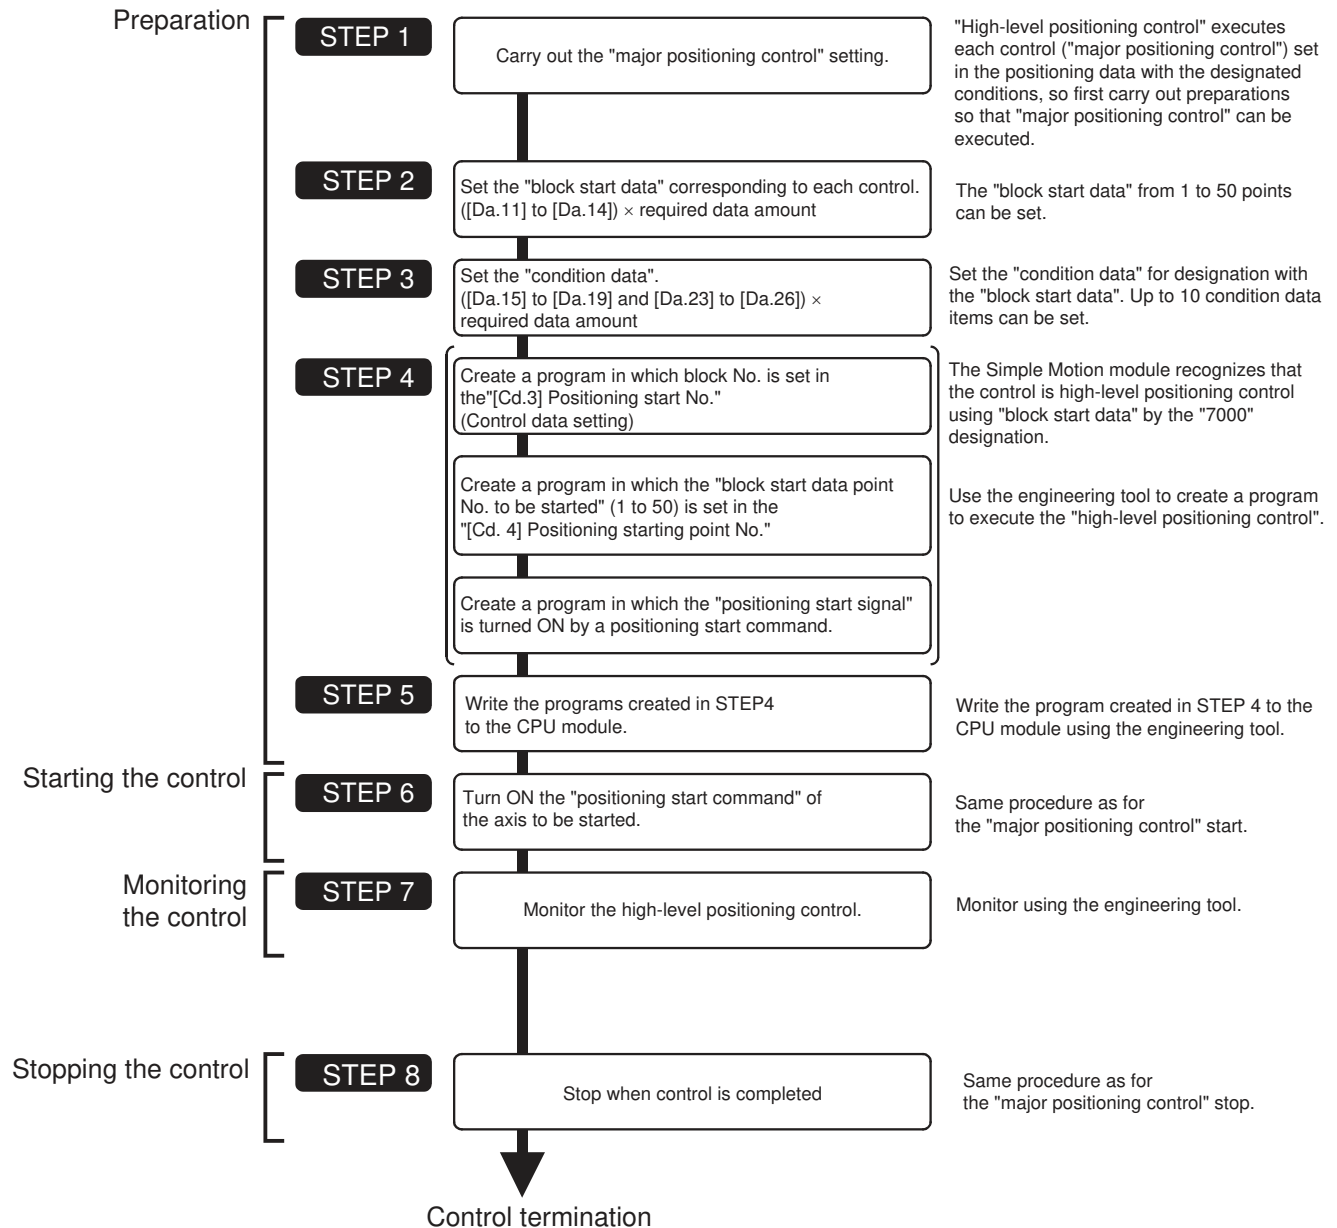 Preparation
STEP 1
Carry out the "major positioning control" setting.
"High-level positioning control" executes
each control ("major positioning control") set
in the positioning data with the designated
conditions, so first carry out preparations
so that "major positioning control" can be
executed.
STEP 2
Set the "block start data" corresponding to each control.
([Da.11] to [Da.14]) × required data amount
The "block start data" from 1 to 50 points
can be set.
STEP 3
Set the "condition data".
([Da.15] to [Da.19] and [Da.23] to [Da.26]) ×
required data amount
Set the "condition data" for designation with
the "block start data". Up to 10 condition data
items can be set.
STEP 4
Create a program in which block No. is set in
the"[Cd.3] Positioning start No."
(Control data setting)
The Simple Motion module recognizes that
the control is high-level positioning control
using "block start data" by the "7000"
designation.
Create a program in which the "block start data point
No. to be started" (1 to 50) is set in the
"[Cd. 4] Positioning starting point No."
Use the engineering tool to create a program
to execute the "high-level positioning control".
Create a program in which the "positioning start signal"
is turned ON by a positioning start command.
STEP 5
Write the programs created in STEP4
to the CPU module.
Write the program created in STEP 4 to the
CPU module using the engineering tool.
Starting the control
STEP 6
Turn ON the "positioning start command" of
the axis to be started.
Same procedure as for
the "major positioning control" start.
Monitoring
the control
STEP 7
Monitor the high-level positioning control.
Monitor using the engineering tool.
Stopping the control
STEP 8
Stop when control is completed
Same procedure as for
the "major positioning control" stop.
Control termination